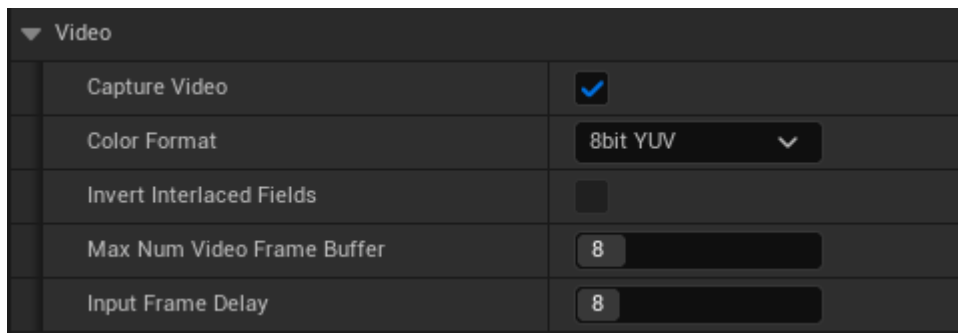 Video
Capture Video
Color Format 8bit YUV
Invert Interlaced Fields
Max Num Video Frame Buffer 8
Input Frame Delay 8